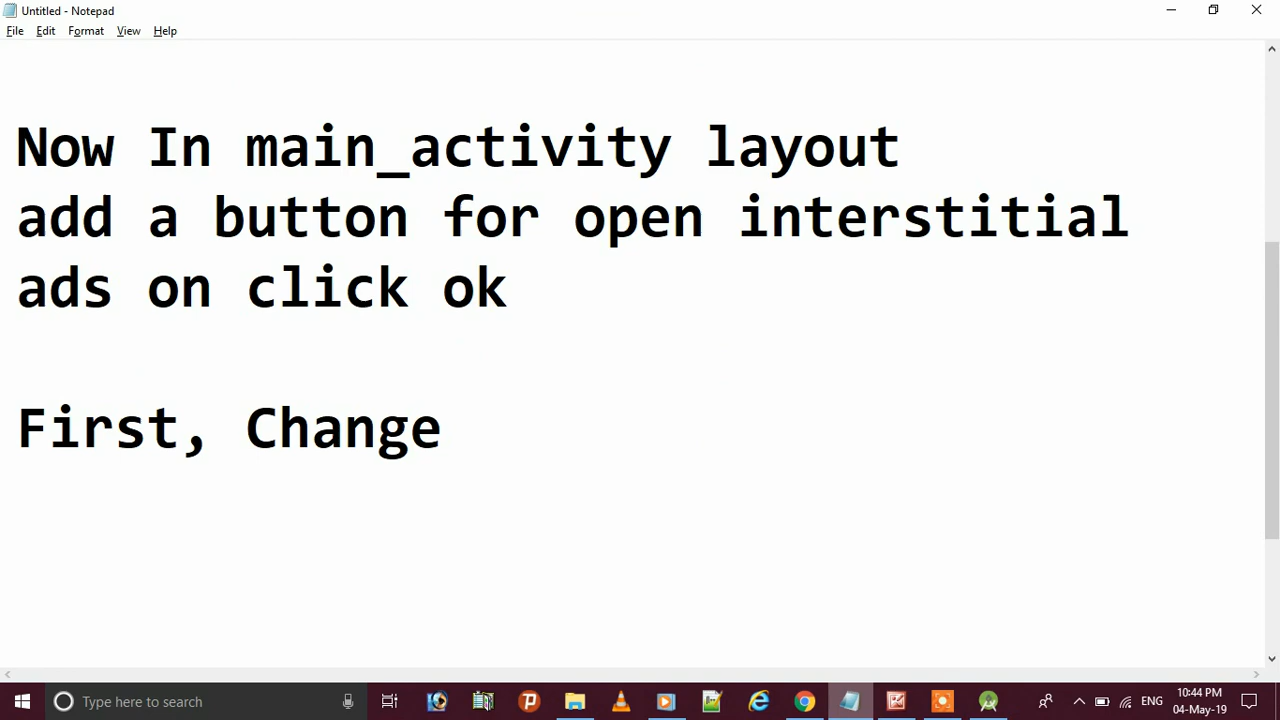 Untitled - Notepad
File Edit Format View Help
Now In main_activity layout
add a button for open interstitial
ads on click ok
First, Change
Type here to search
ENG
10:44 PM
04-May-19